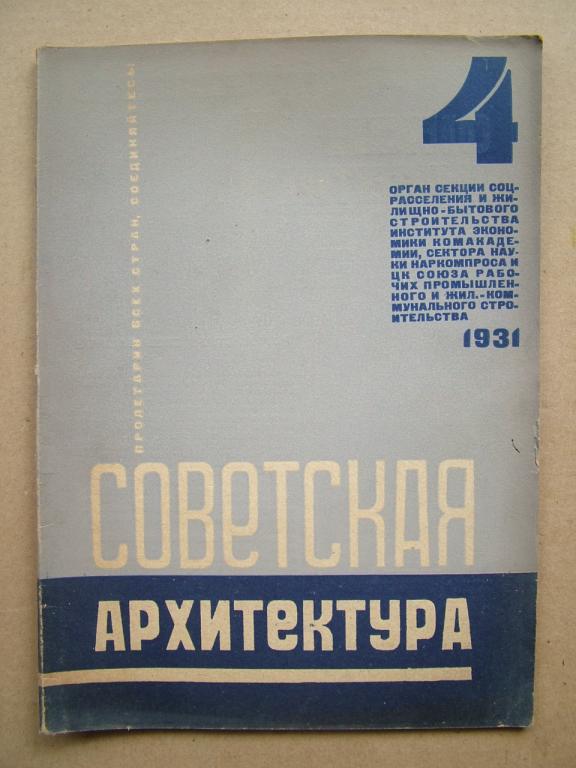 4
ОРГАН СЕКЦИИ СОЦ-
РАССЕЛЕНИЯ И ЖИ-
ЛИЩНО-БЫТОВОГО
СТРОИТЕЛЬСТВА
ИНСТИТУТА ЭКОНО-
МИКИ КОМАКАДЕ-
МИИ, СЕКТОРА НАУ-
КИ НАРКОМПРОСА И
ЦК СОЮЗА РАБО-
ЧИХ ПРОМЫШЛЕН-
НОГО И ЖИЛ.-КОМ-
МУНАЛЬНОГО СТРО-
ИТЕЛЬСТВА
1931
ПРОЛЕТАРИИ ВСЕХ СТРАН, СОЕДИНЯЙТЕСЬ!
СОВЕТСКАЯ
АРХИТЕКТУРА